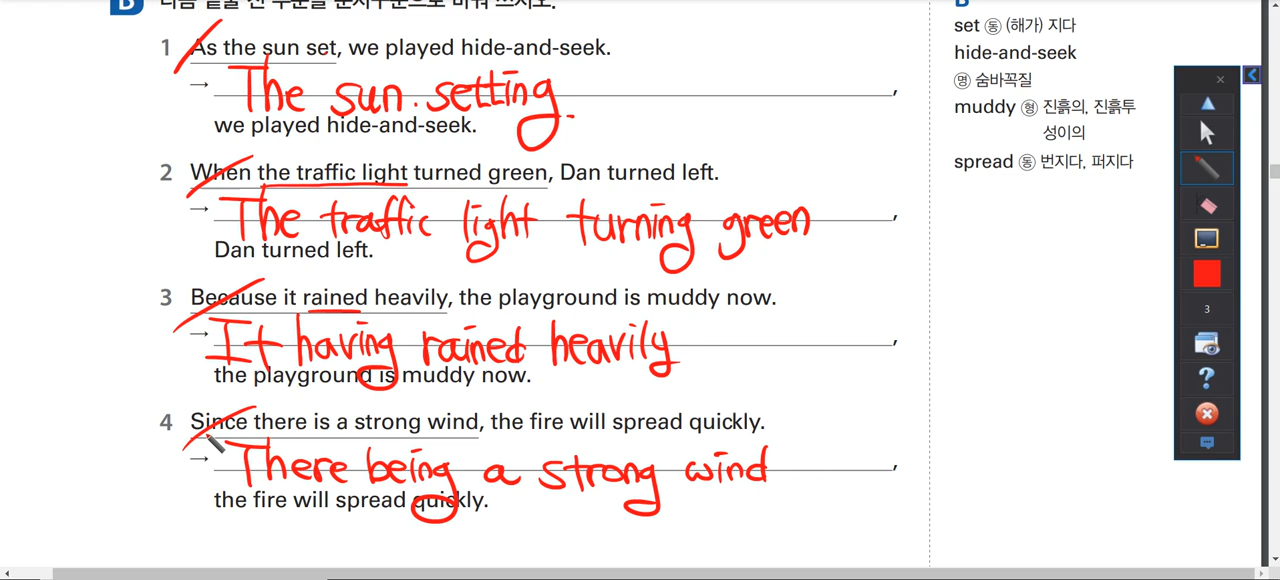 B 다음 밑줄 친 부분을 분사구문으로 바꿔 쓰시오.
1 As the sun set, we played hide-and-seek.
→ The sun setting,
we played hide-and-seek.
2 When the traffic light turned green, Dan turned left.
→ The traffic light turning green,
Dan turned left.
3 Because it rained heavily, the playground is muddy now.
→ It having rained heavily,
the playground is muddy now.
4 Since there is a strong wind, the fire will spread quickly.
→ There being a strong wind,
the fire will spread quickly.
B
set 동 (해가) 지다
hide-and-seek
명 숨바꼭질
muddy 형 진흙의, 진흙투
성이의
spread 동 번지다, 퍼지다
3